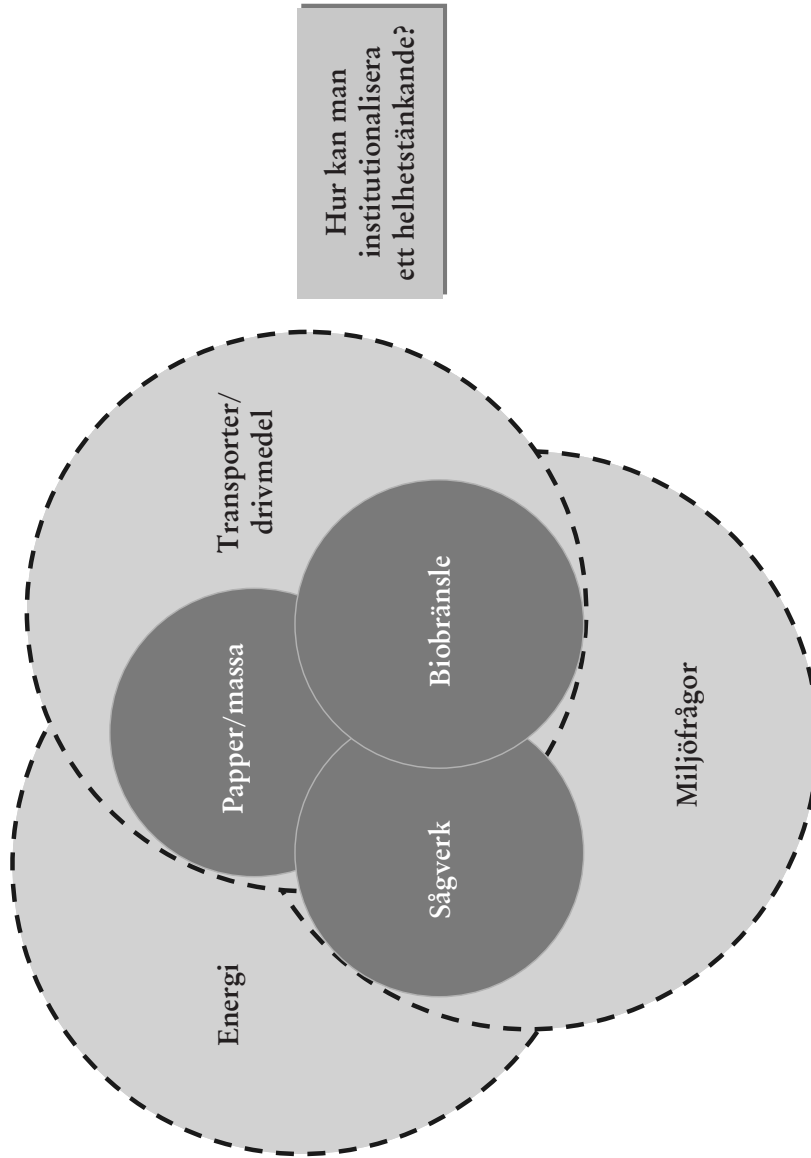 Energi
Papper/massa
Transporter/
drivmedel
Sågverk
Biobränsle
Miljöfrågor
Hur kan man
institutionalisera
ett helhetstänkande?